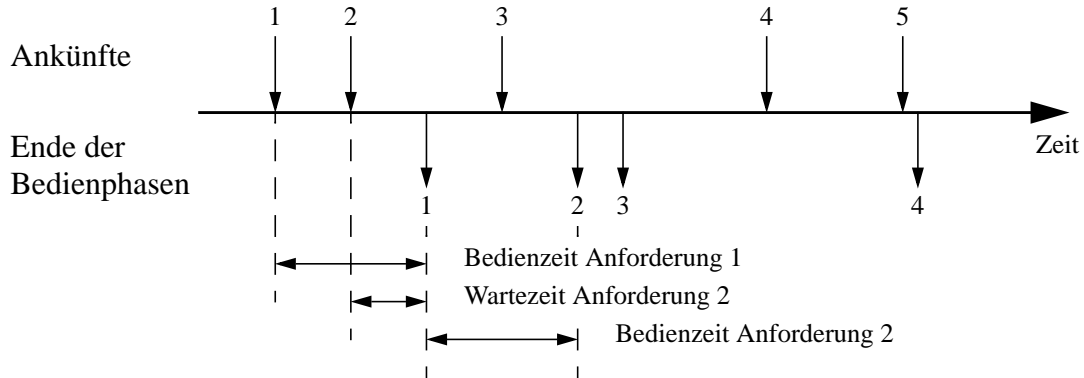 1 2 3 4 5
Ankünfte
Ende der
Bedienphasen
Zeit
1 2 3 4
Bedienzeit Anforderung 1
Wartezeit Anforderung 2
Bedienzeit Anforderung 2